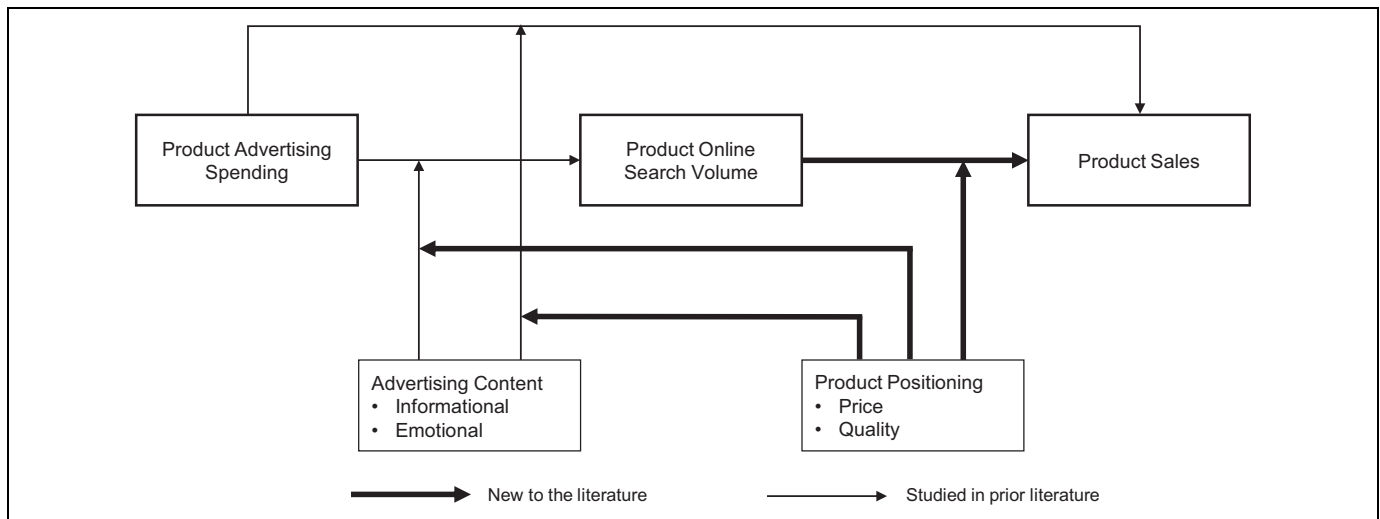 Product Advertising
Spending
Product Online
Search Volume
Product Sales
Advertising Content
• Informational
• Emotional
Product Positioning
• Price
• Quality
New to the literature
Studied in prior literature